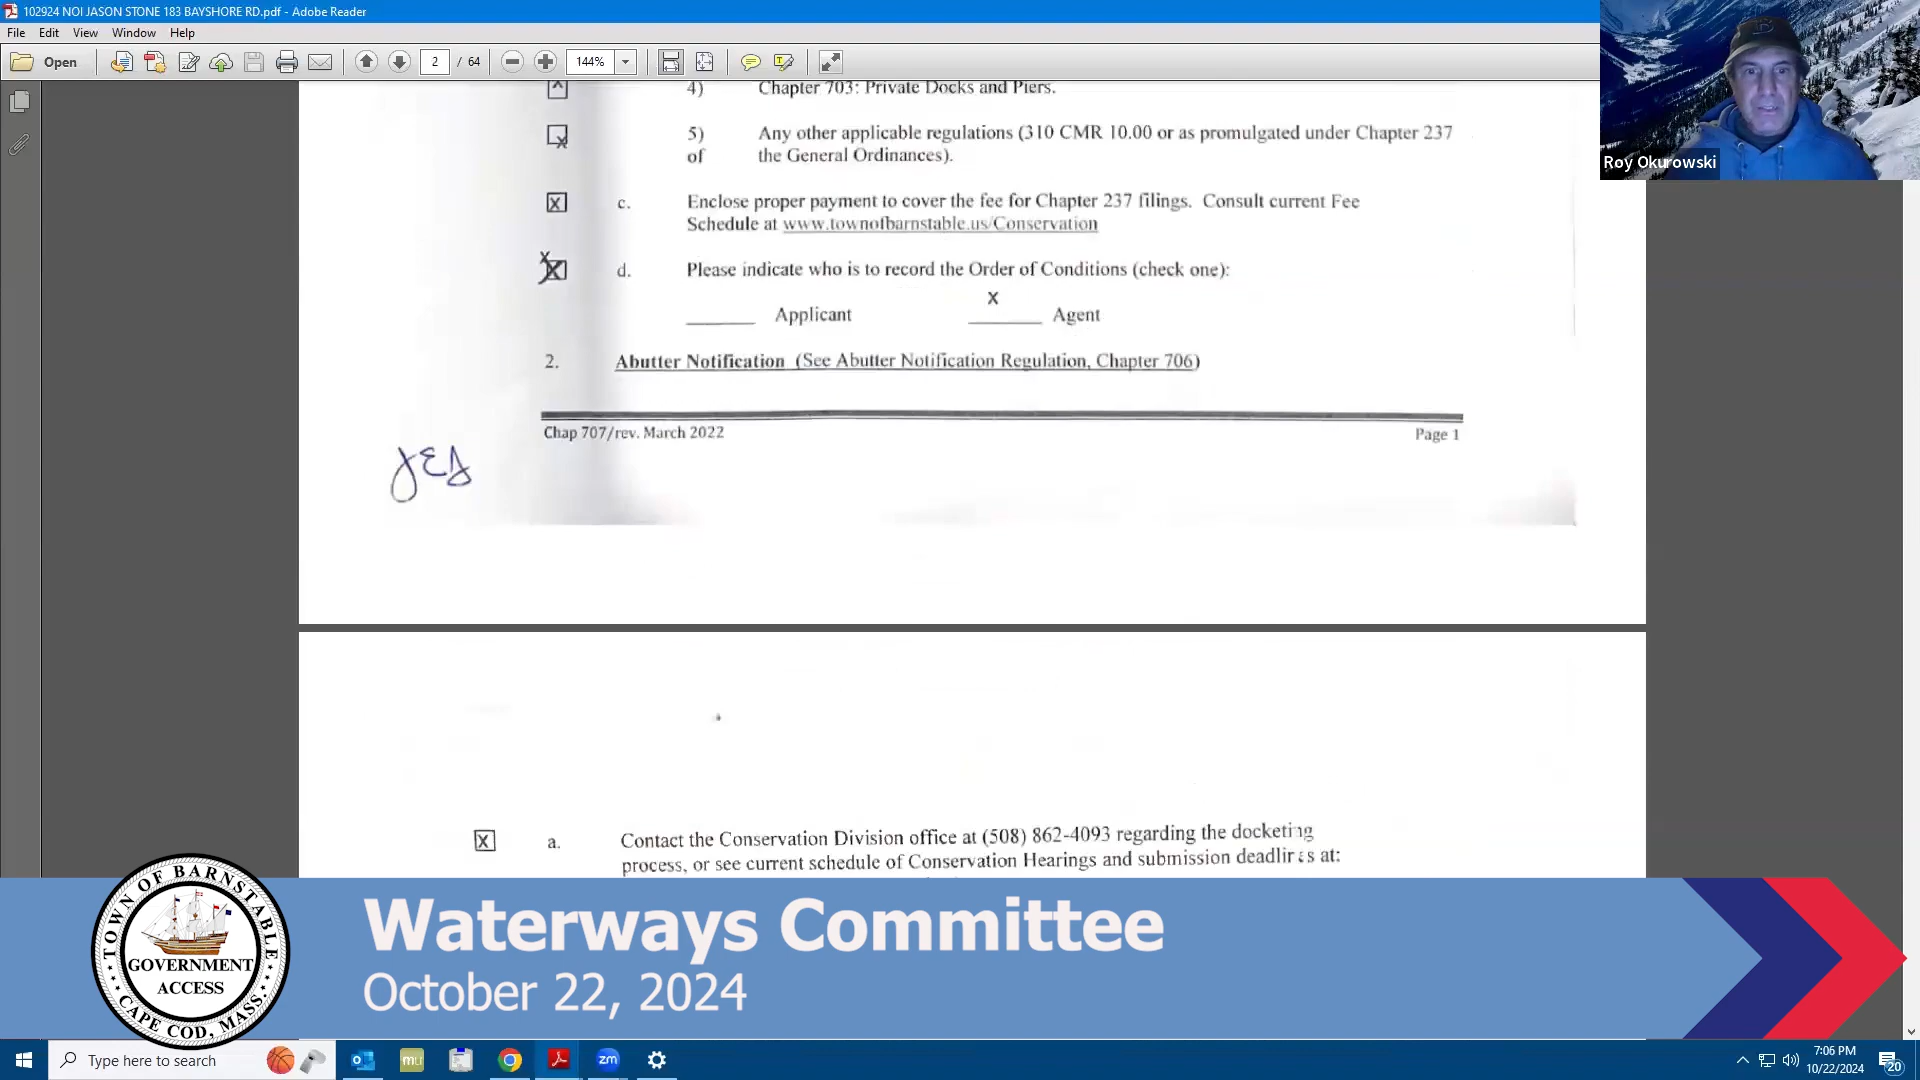 102924 NOI JASON STONE 183 BAYSHORE RD.pdf - Adobe Reader
File Edit View Window Help
Open 2 / 64 144%
Roy Okurowski
4) Chapter 703: Private Docks and Piers.
5) Any other applicable regulations (310 CMR 10.00 or as promulgated under Chapter 237
of the General Ordinances).
X c. Enclose proper payment to cover the fee for Chapter 237 filings. Consult current Fee
Schedule at www.townofbarnstable.us/Conservation
X d. Please indicate who is to record the Order of Conditions (check one):
X
Applicant Agent
2. Abutter Notification (See Abutter Notification Regulation, Chapter 706)
Chap 707/rev. March 2022 Page 1
X a. Contact the Conservation Division office at (508) 862-4093 regarding the docketing
process, or see current schedule of Conservation Hearings and submission deadlines at:
TOWN OF BARNSTABLE
GOVERNMENT
ACCESS
CAPE COD, MASS.
Waterways Committee
October 22, 2024
Type here to search
mu
zm
7:06 PM
10/22/2024
20